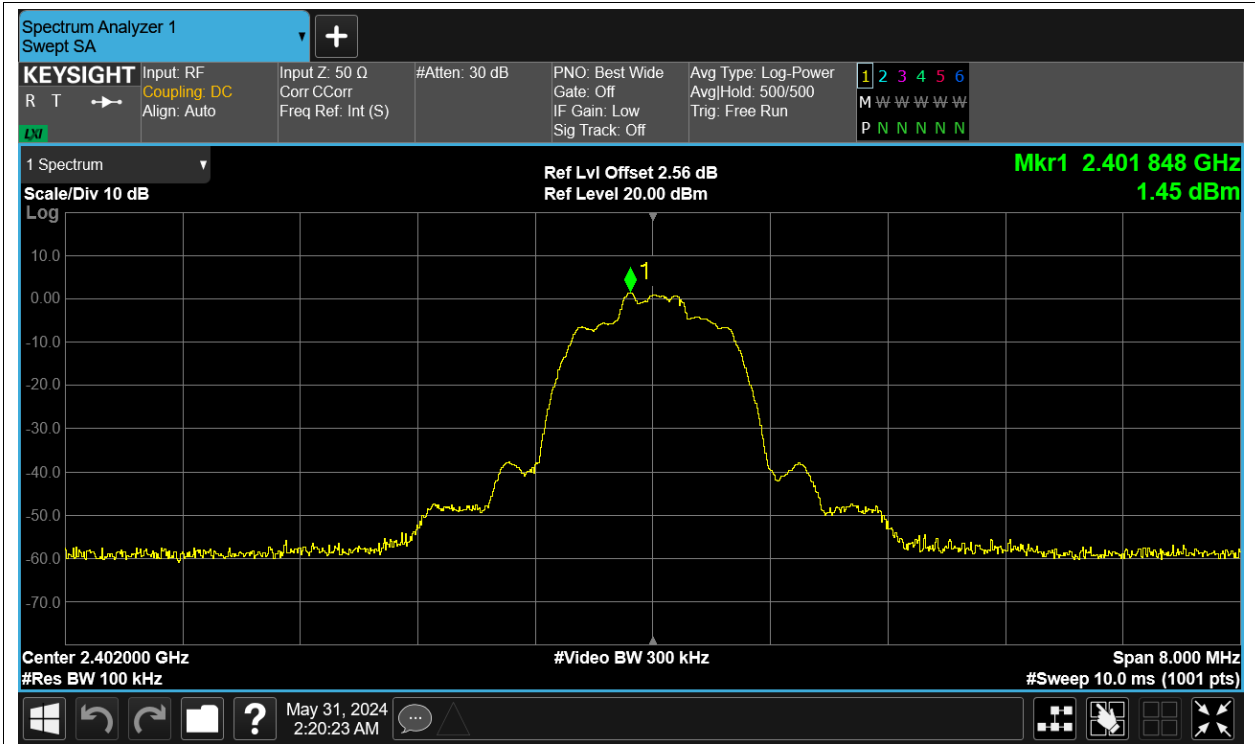 Spectrum Analyzer 1
Swept SA
+
KEYSIGHT
R T
LXI
Input: RF
Coupling: DC
Align: Auto
Input Z: 50 Ω
Corr CCorr
Freq Ref: Int (S)
#Atten: 30 dB
PNO: Best Wide
Gate: Off
IF Gain: Low
Sig Track: Off
Avg Type: Log-Power
Avg|Hold: 500/500
Trig: Free Run
1 2 3 4 5 6
M W W W W W
P N N N N N
1 Spectrum
Scale/Div 10 dB
Log
Ref Lvl Offset 2.56 dB
Ref Level 20.00 dBm
Mkr1 2.401 848 GHz
1.45 dBm
1
10.0
0.00
-10.0
-20.0
-30.0
-40.0
-50.0
-60.0
-70.0
Center 2.402000 GHz
#Video BW 300 kHz
Span 8.000 MHz
#Res BW 100 kHz
#Sweep 10.0 ms (1001 pts)
?
May 31, 2024
2:20:23 AM